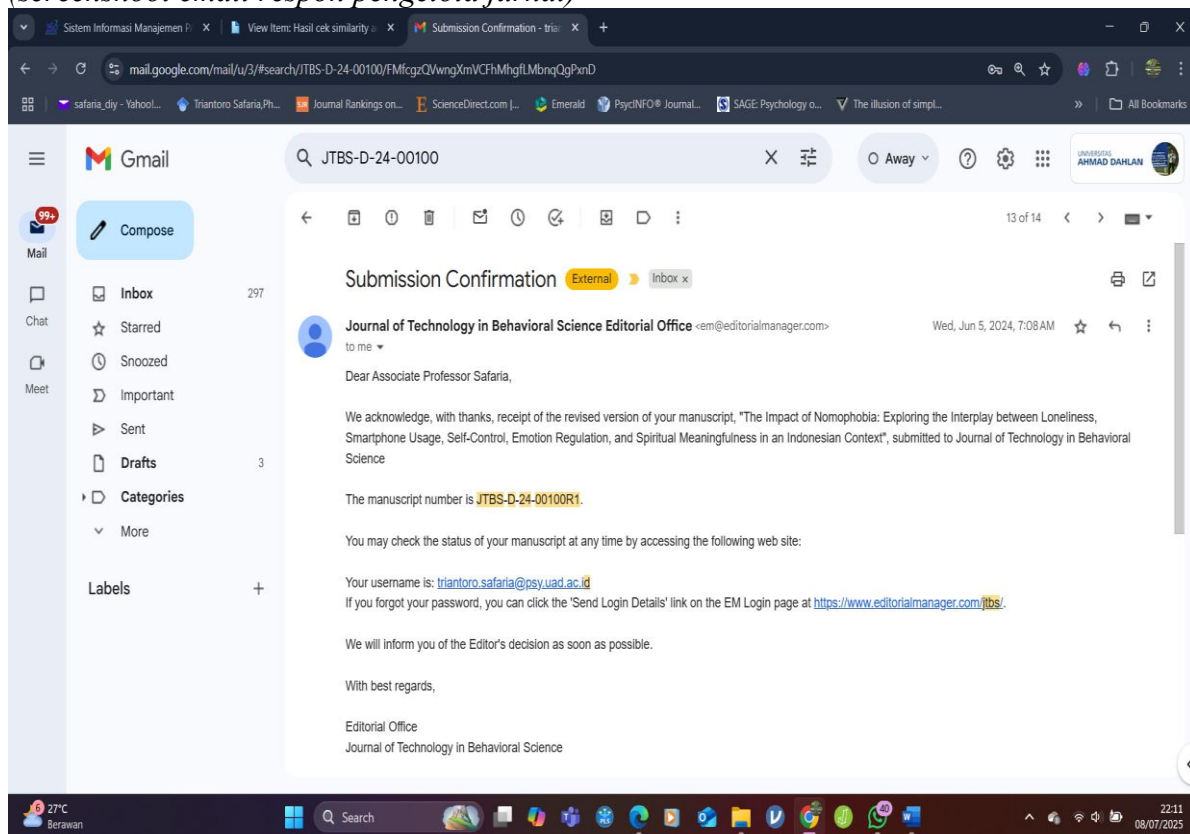 (screenshoot email respon pengelola jurnal)
Sistem Informasi Manajemen P
View Item: Hasil cek similarity a
Submission Confirmation - tria
mail.google.com/mail/u/3/#search/JTBS-D-24-00100/FMfcgzQVwngXmVCFhMhgfLMbnqQgPxnD
safaria_diy - Yahoo!...
Triantoro Safaria,Ph...
Journal Rankings on...
ScienceDirect.com |...
Emerald
PsycINFO® Journal...
SAGE: Psychology o...
The illusion of simpl...
All Bookmarks
Gmail
JTBS-D-24-00100
Away
UNIVERSITAS
AHMAD DAHLAN
99+
Mail
Chat
Meet
Compose
Inbox 297
Starred
Snoozed
Important
Sent
Drafts 3
Categories
More
Labels
13 of 14
Submission Confirmation External Inbox x
Journal of Technology in Behavioral Science Editorial Office <em@editorialmanager.com> Wed, Jun 5, 2024, 7:08 AM
to me
Dear Associate Professor Safaria,
We acknowledge, with thanks, receipt of the revised version of your manuscript, "The Impact of Nomophobia: Exploring the Interplay between Loneliness,
Smartphone Usage, Self-Control, Emotion Regulation, and Spiritual Meaningfulness in an Indonesian Context", submitted to Journal of Technology in Behavioral
Science
The manuscript number is JTBS-D-24-00100R1.
You may check the status of your manuscript at any time by accessing the following web site:
Your username is: triantoro.safaria@psy.uad.ac.id
If you forgot your password, you can click the 'Send Login Details' link on the EM Login page at https://www.editorialmanager.com/jtbs/.
We will inform you of the Editor's decision as soon as possible.
With best regards,
Editorial Office
Journal of Technology in Behavioral Science
6
27°C
Berawan
Search
40
22:11
08/07/2025